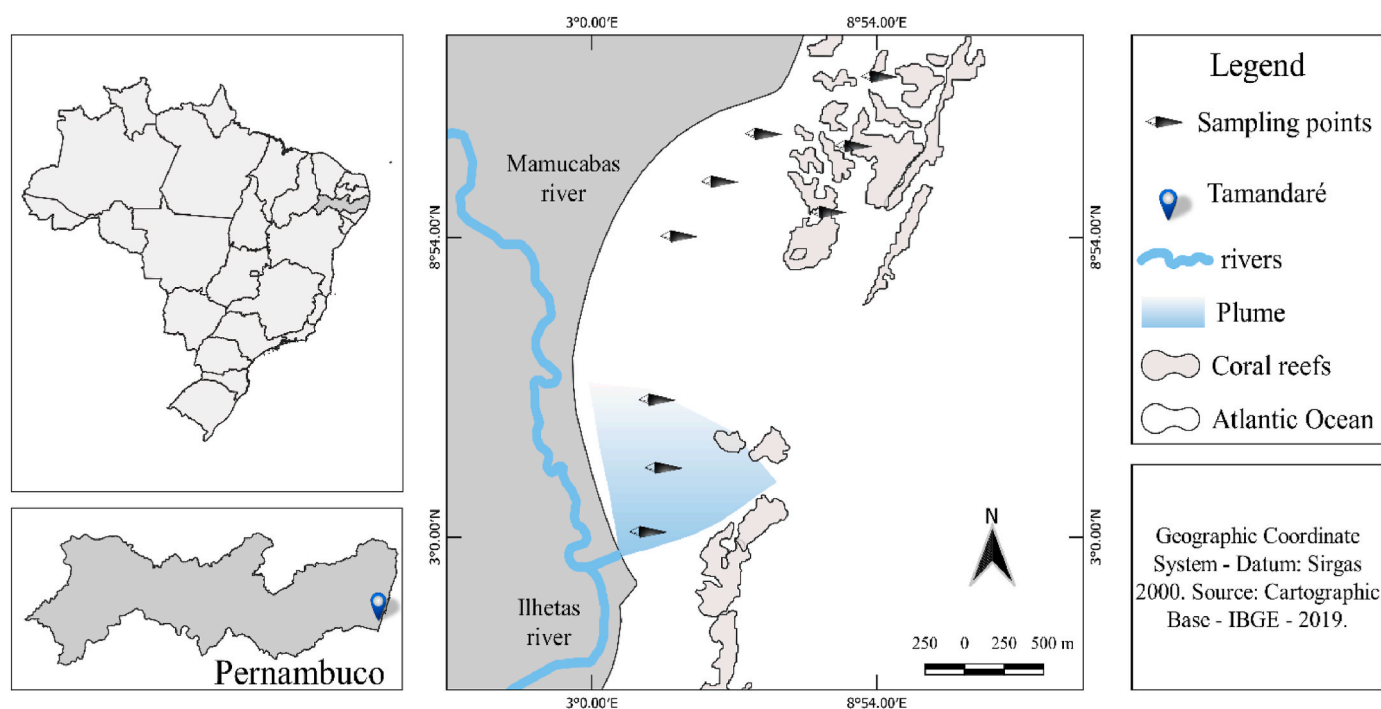 Pernambuco
3°0.00'E
8°54.00'E
8°54.00'N
3°0.00'N
Mamucabas
river
Ilhetas
river
N
250 0 250 500 m
8°54.00'N
3°0.00'N
3°0.00'E
8°54.00'E
Legend
Sampling points
Tamandaré
rivers
Plume
Coral reefs
Atlantic Ocean
Geographic Coordinate
System - Datum: Sirgas
2000. Source: Cartographic
Base - IBGE - 2019.